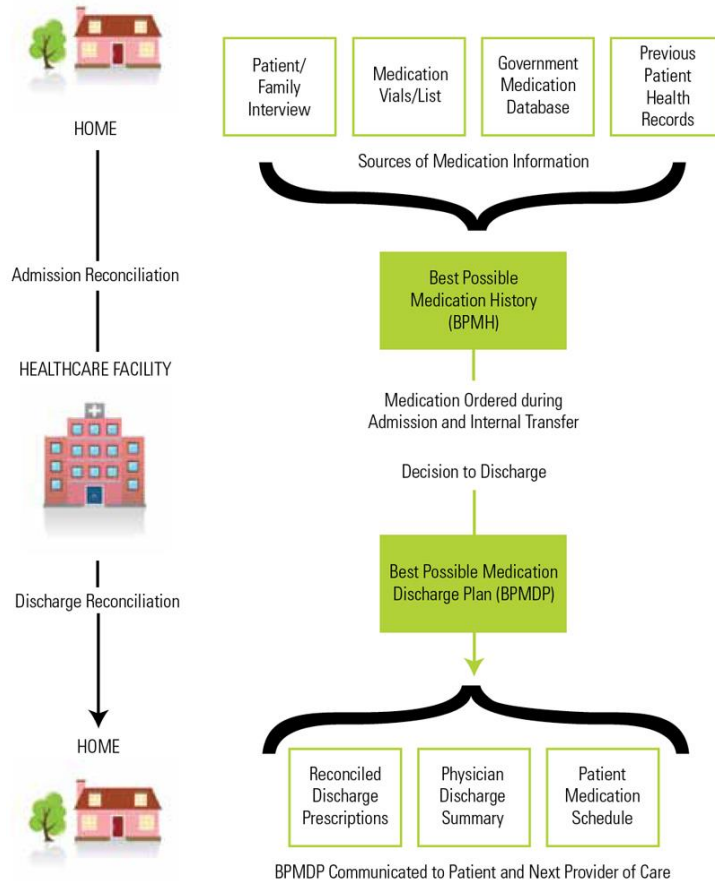 HOME
Admission Reconciliation
HEALTHCARE FACILITY
Discharge Reconciliation
HOME
Patient/
Family
Interview
Medication
Vials/List
Government
Medication
Database
Previous
Patient
Health
Records
Sources of Medication Information
Best Possible
Medication History
(BPMH)
Medication Ordered during
Admission and Internal Transfer
Decision to Discharge
Best Possible Medication
Discharge Plan (BPMDP)
Reconciled
Discharge
Prescriptions
Physician
Discharge
Summary
Patient
Medication
Schedule
BPMDP Communicated to Patient and Next Provider of Care